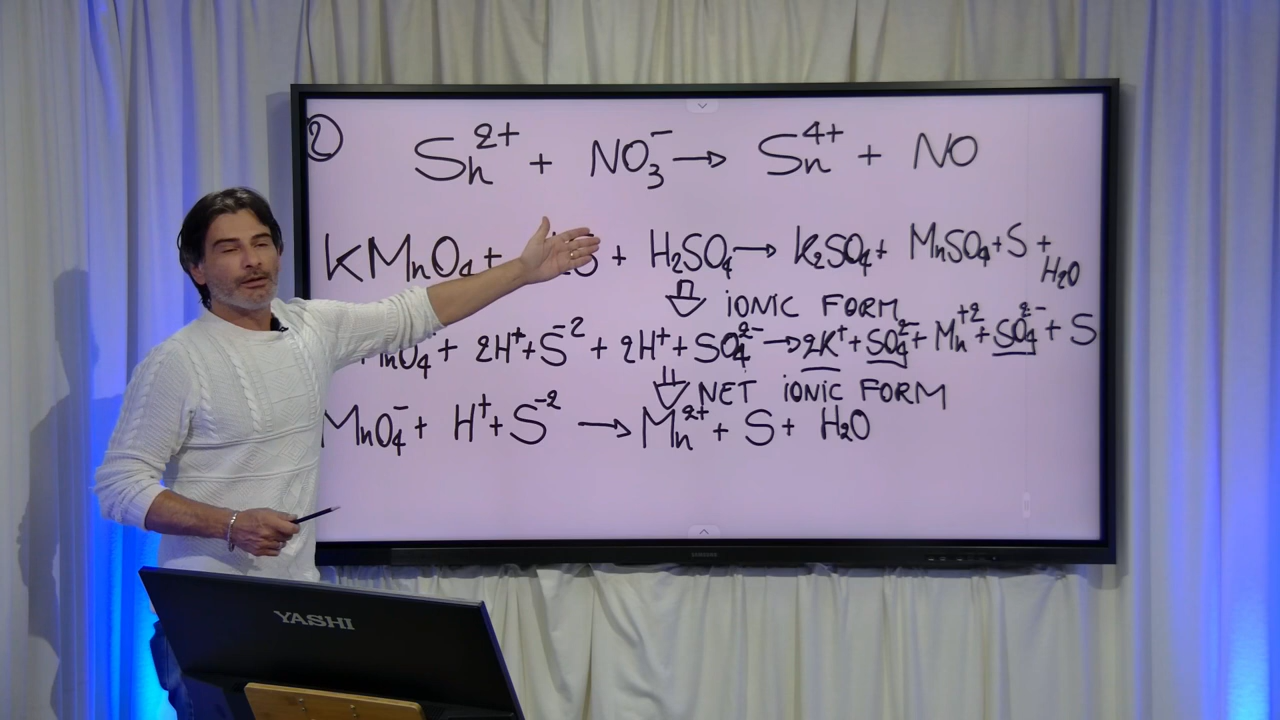 ② Sn²⁺ + NO₃⁻ → Sn⁴⁺ + NO
KMnO₄ + S + H₂SO₄ → K₂SO₄ + MnSO₄ + S + H₂O
⇩ IONIC FORM
MnO₄⁻ + 2H⁺ + S⁻² + 2H⁺ + SO₄²⁻ → 2K⁺ + SO₄²⁻ + Mn⁺² + SO₄²⁻ + S
⇩ NET IONIC FORM
MnO₄⁻ + H⁺ + S⁻² → Mn²⁺ + S + H₂O
SAMSUNG
YASHI